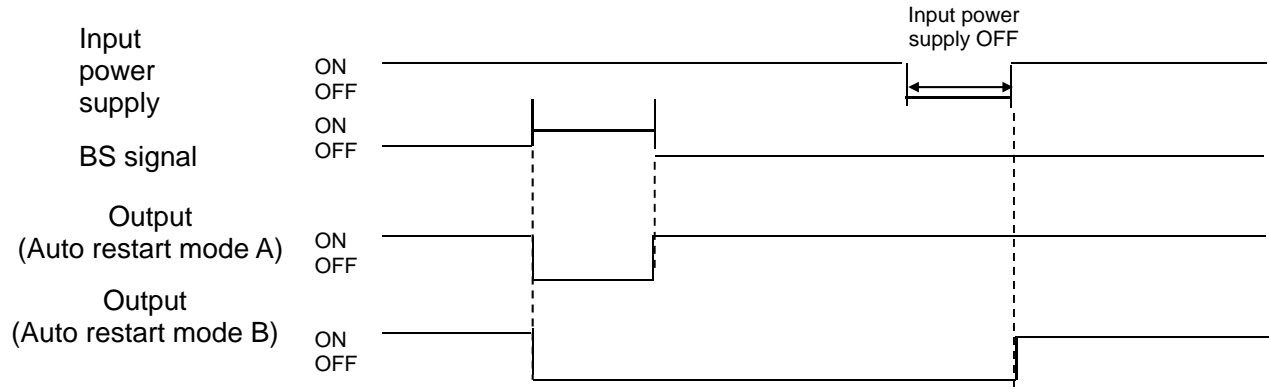 Input power
supply OFF
Input
power
supply
ON
OFF
BS signal
ON
OFF
Output
(Auto restart mode A)
ON
OFF
Output
(Auto restart mode B)
ON
OFF